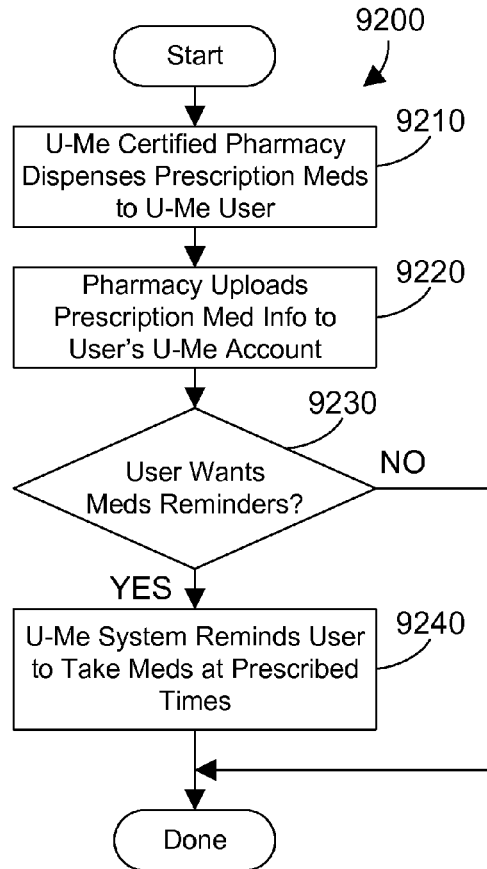 9200
Start
9210
U-Me Certified Pharmacy
Dispenses Prescription Meds
to U-Me User
9220
Pharmacy Uploads
Prescription Med Info to
User's U-Me Account
9230
User Wants
Meds Reminders?
NO
YES
9240
U-Me System Reminds User
to Take Meds at Prescribed
Times
Done